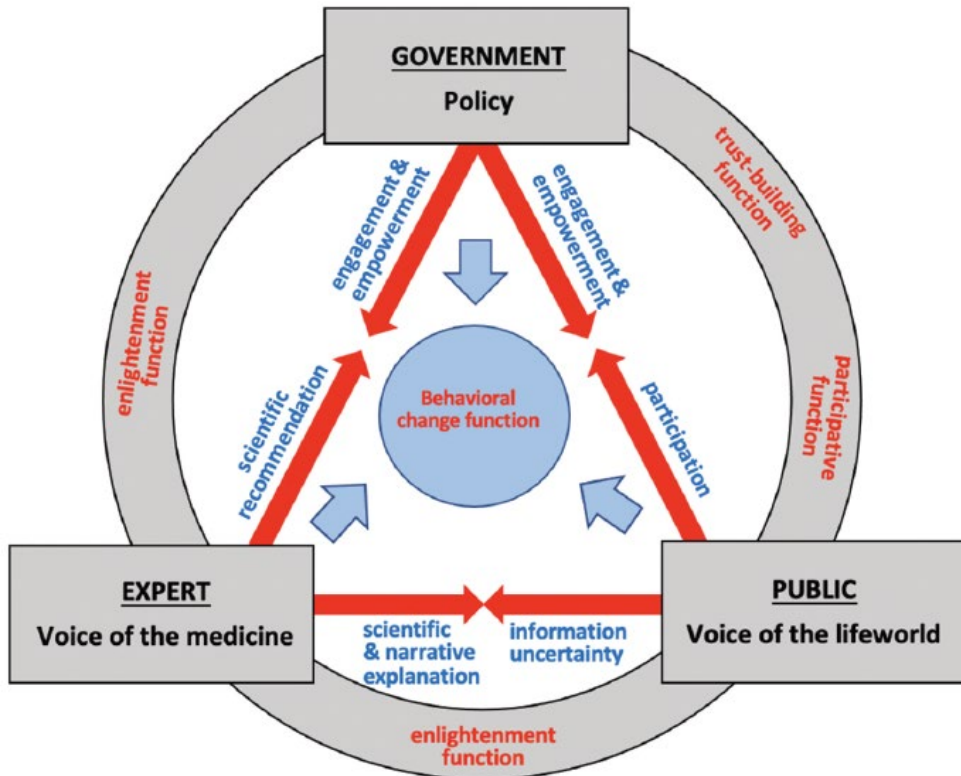 GOVERNMENT
Policy
trust-building
function
engagement &
empowerment
engagement &
empowerment
enlightenment
function
Behavioral
change function
participative
function
scientific
recommendation
participation
EXPERT
Voice of the medicine
PUBLIC
Voice of the lifeworld
scientific
& narrative
explanation
information
uncertainty
enlightenment
function